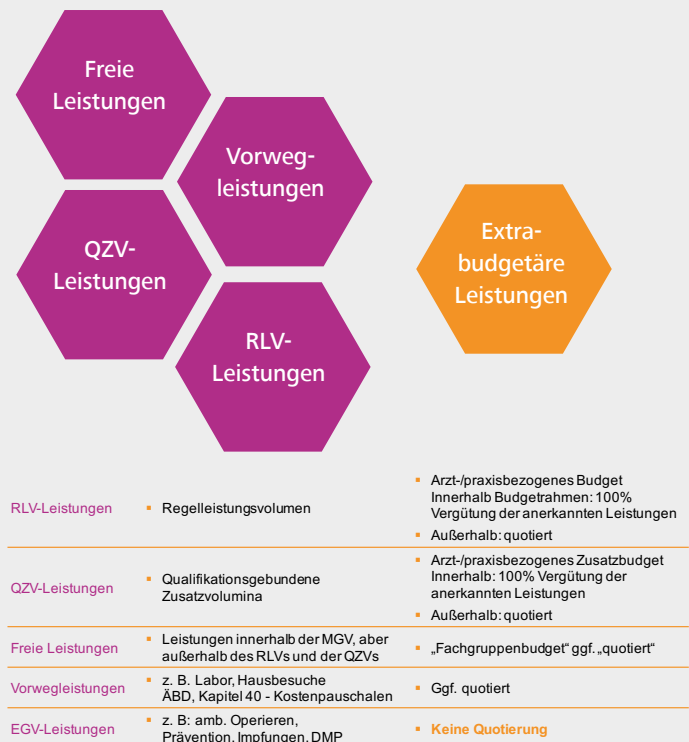 Freie
Leistungen
Vorweg-
leistungen
QZV-
Leistungen
RLV-
Leistungen
Extra-
budgetäre
Leistungen
RLV-Leistungen
Regelleistungsvolumen
Arzt-/praxisbezogenes Budget
Innerhalb Budgetrahmen: 100%
Vergütung der anerkannten Leistungen
Außerhalb: quotiert
QZV-Leistungen
Qualifikationsgebundene
Zusatzvolumina
Arzt-/praxisbezogenes Zusatzbudget
Innerhalb: 100% Vergütung der
anerkannten Leistungen
Außerhalb: quotiert
Freie Leistungen
Leistungen innerhalb der MGV, aber
außerhalb des RLVs und der QZVs
„Fachgruppenbudget“ ggf. „quotiert“
Vorwegleistungen
z. B. Labor, Hausbesuche
ÄBD, Kapitel 40 - Kostenpauschalen
Ggf. quotiert
EGV-Leistungen
z. B: amb. Operieren,
Prävention, Impfungen, DMP
Keine Quotierung